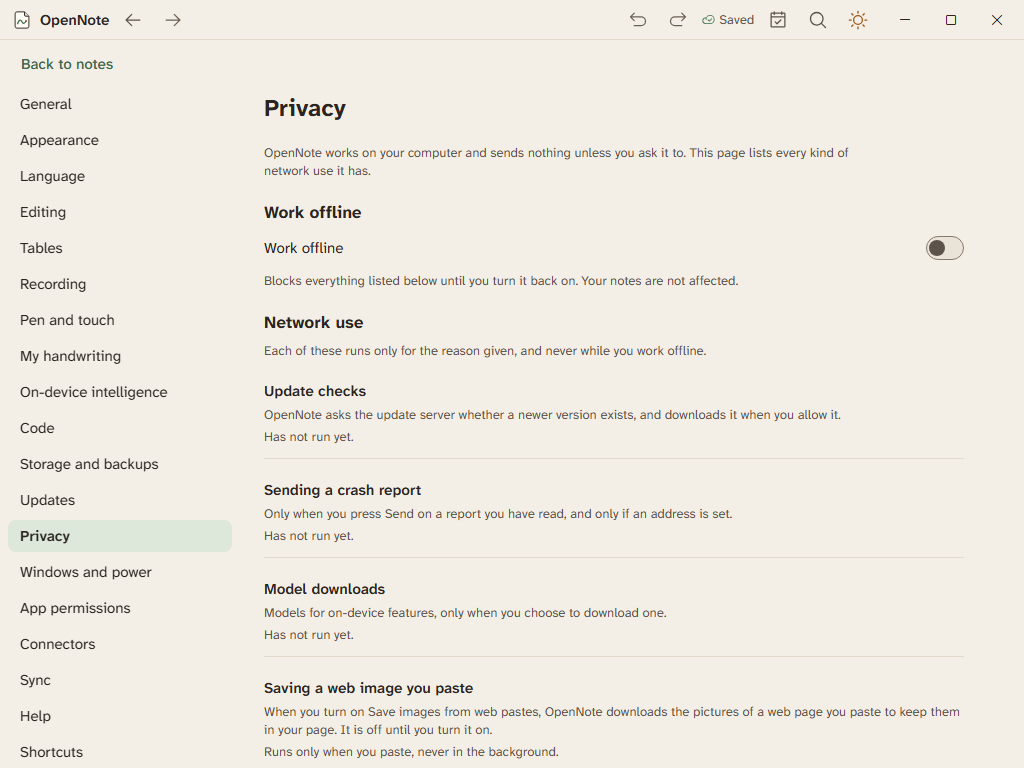 OpenNote
Saved
Back to notes
General
Appearance
Language
Editing
Tables
Recording
Pen and touch
My handwriting
On-device intelligence
Code
Storage and backups
Updates
Privacy
Windows and power
App permissions
Connectors
Sync
Help
Shortcuts
Privacy
OpenNote works on your computer and sends nothing unless you ask it to. This page lists every kind of
network use it has.
Work offline
Work offline
Blocks everything listed below until you turn it back on. Your notes are not affected.
Network use
Each of these runs only for the reason given, and never while you work offline.
Update checks
OpenNote asks the update server whether a newer version exists, and downloads it when you allow it.
Has not run yet.
Sending a crash report
Only when you press Send on a report you have read, and only if an address is set.
Has not run yet.
Model downloads
Models for on-device features, only when you choose to download one.
Has not run yet.
Saving a web image you paste
When you turn on Save images from web pastes, OpenNote downloads the pictures of a web page you paste to keep them
in your page. It is off until you turn it on.
Runs only when you paste, never in the background.